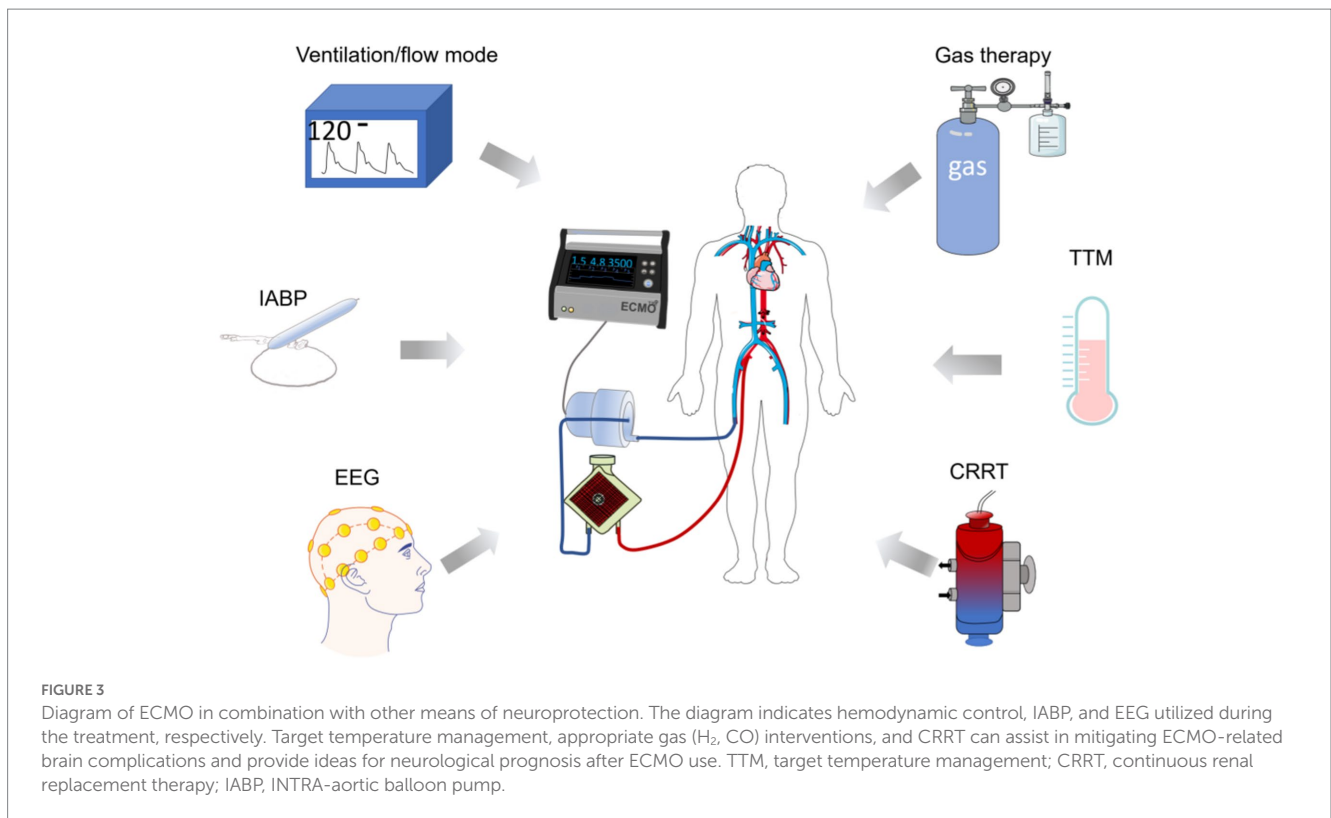 Ventilation/flow mode
Gas therapy
120
gas
TTM
1.5 4.8 3500
ECMO
IABP
EEG
CRRT
FIGURE 3
Diagram of ECMO in combination with other means of neuroprotection. The diagram indicates hemodynamic control, IABP, and EEG utilized during
the treatment, respectively. Target temperature management, appropriate gas (H₂, CO) interventions, and CRRT can assist in mitigating ECMO-related
brain complications and provide ideas for neurological prognosis after ECMO use. TTM, target temperature management; CRRT, continuous renal
replacement therapy; IABP, INTRA-aortic balloon pump.